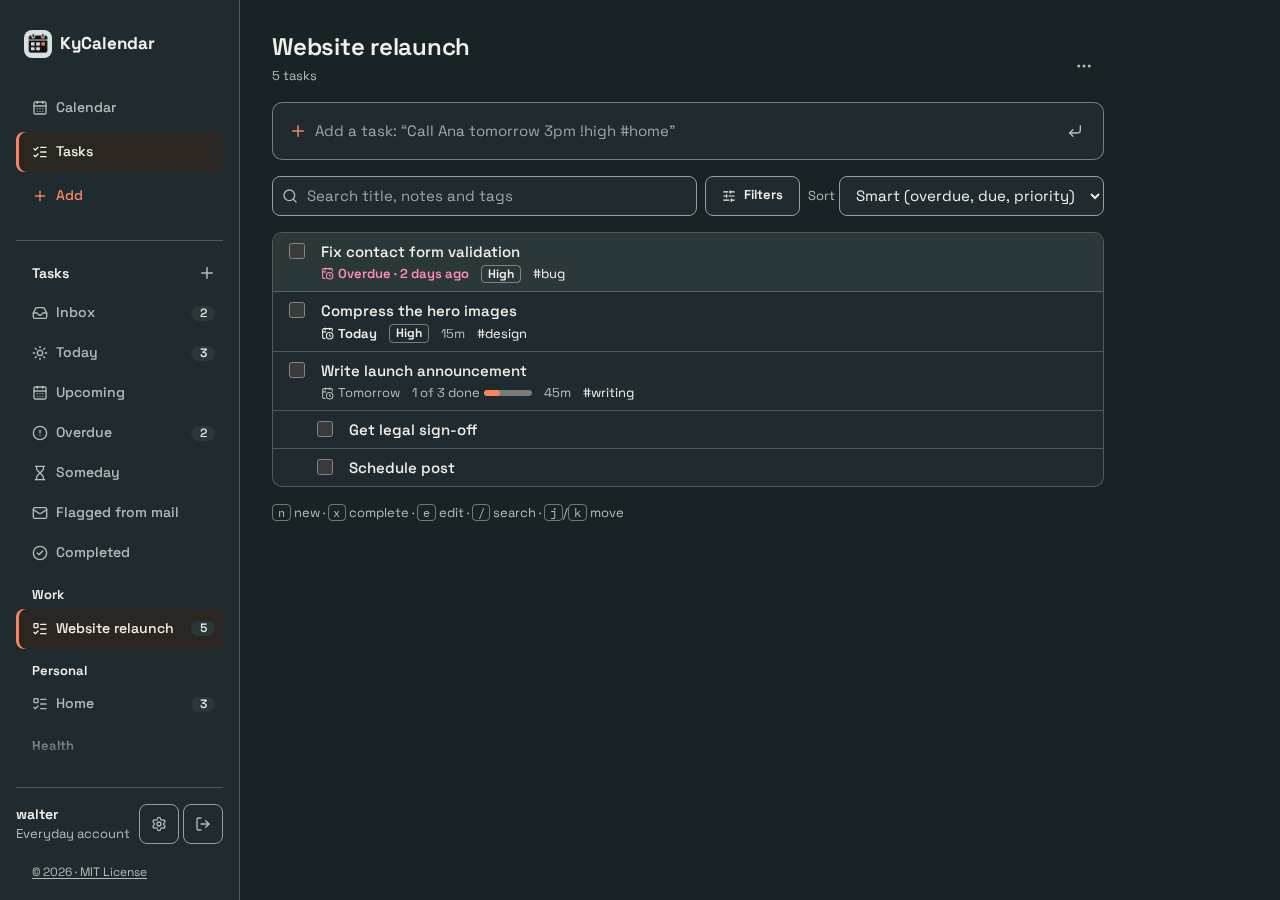 KyCalendar
Calendar
Tasks
Add
Tasks
Inbox 2
Today 3
Upcoming
Overdue 2
Someday
Flagged from mail
Completed
Work
Website relaunch 5
Personal
Home 3
Health
walter
Everyday account
© 2026 · MIT License
Website relaunch
5 tasks
Add a task: “Call Ana tomorrow 3pm !high #home”
Search title, notes and tags Filters Sort Smart (overdue, due, priority)
Fix contact form validation
Overdue · 2 days ago High #bug
Compress the hero images
Today High 15m #design
Write launch announcement
Tomorrow 1 of 3 done 45m #writing
Get legal sign-off
Schedule post
n new · x complete · e edit · / search · j/k move